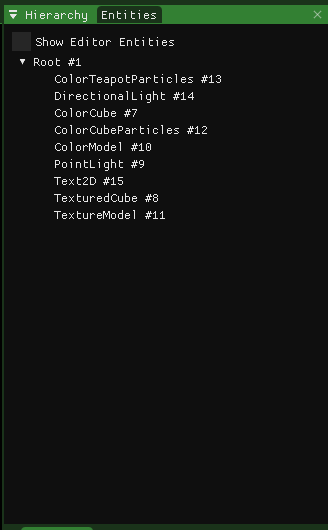 Hierarchy Entities
Show Editor Entities
Root #1
ColorTeapotParticles #13
DirectionalLight #14
ColorCube #7
ColorCubeParticles #12
ColorModel #10
PointLight #9
Text2D #15
TexturedCube #8
TextureModel #11